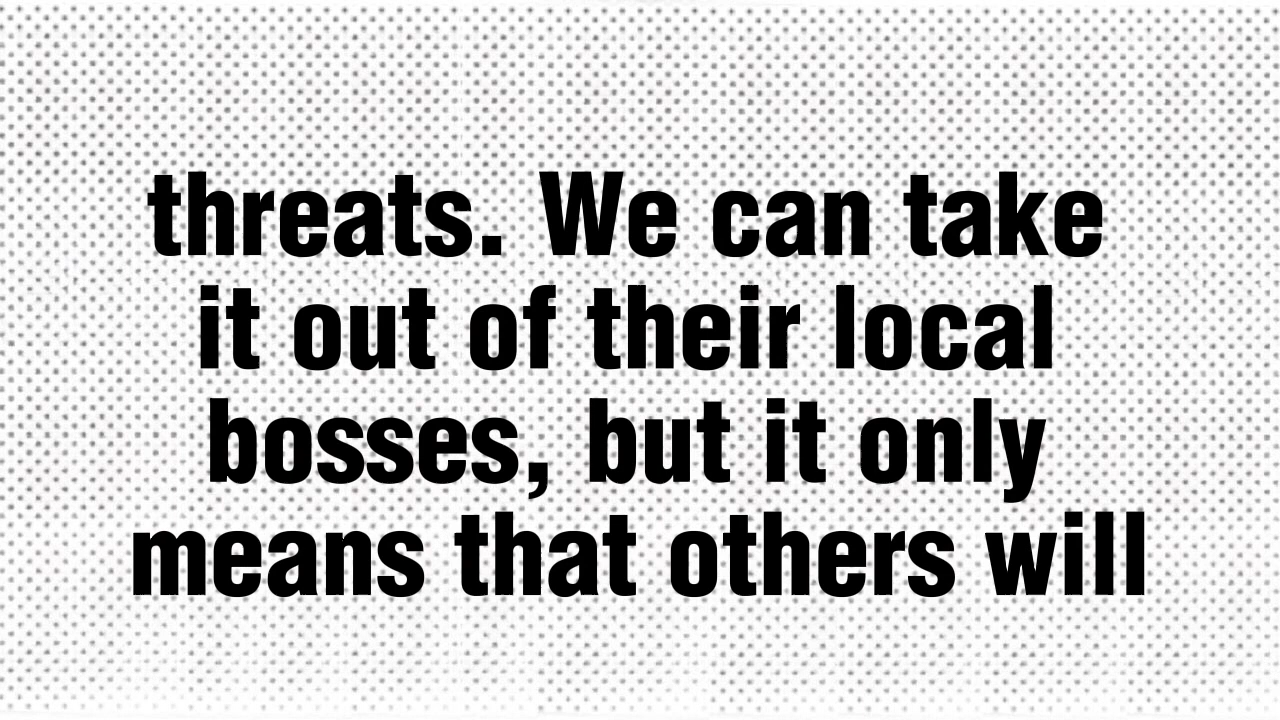 threats. We can take
it out of their local
bosses, but it only
means that others will